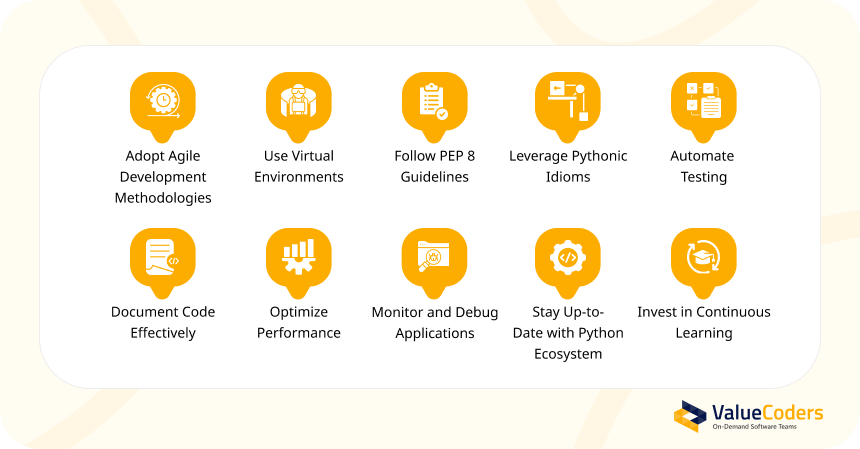 Adopt Agile
Development
Methodologies
Use Virtual
Environments
Follow PEP 8
Guidelines
Leverage Pythonic
Idioms
Automate
Testing
Document Code
Effectively
Optimize
Performance
Monitor and Debug
Applications
Stay Up-to-
Date with Python
Ecosystem
Invest in Continuous
Learning
ValueCoders
On-Demand Software Teams